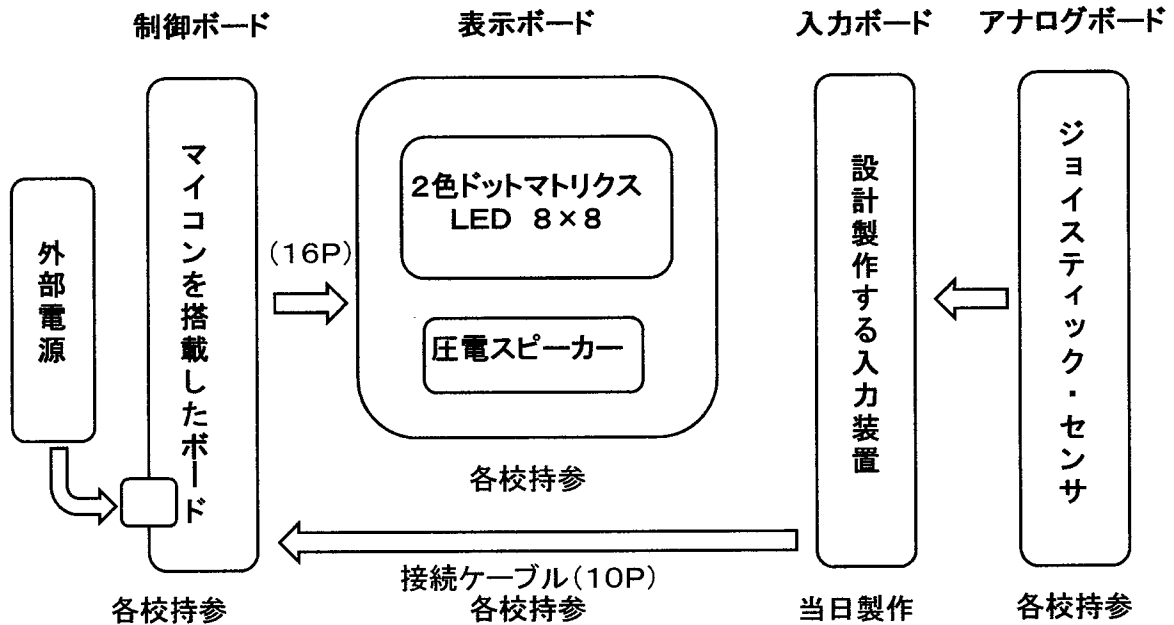 制御ボード
表示ボード
入力ボード
アナログボード
外部電源
マイコンを搭載したボード
(16P)
2色ドットマトリクス
LED 8×8
圧電スピーカー
設計製作する入力装置
ジョイスティック・センサ
各校持参
接続ケーブル(10P)
各校持参
各校持参
当日製作
各校持参